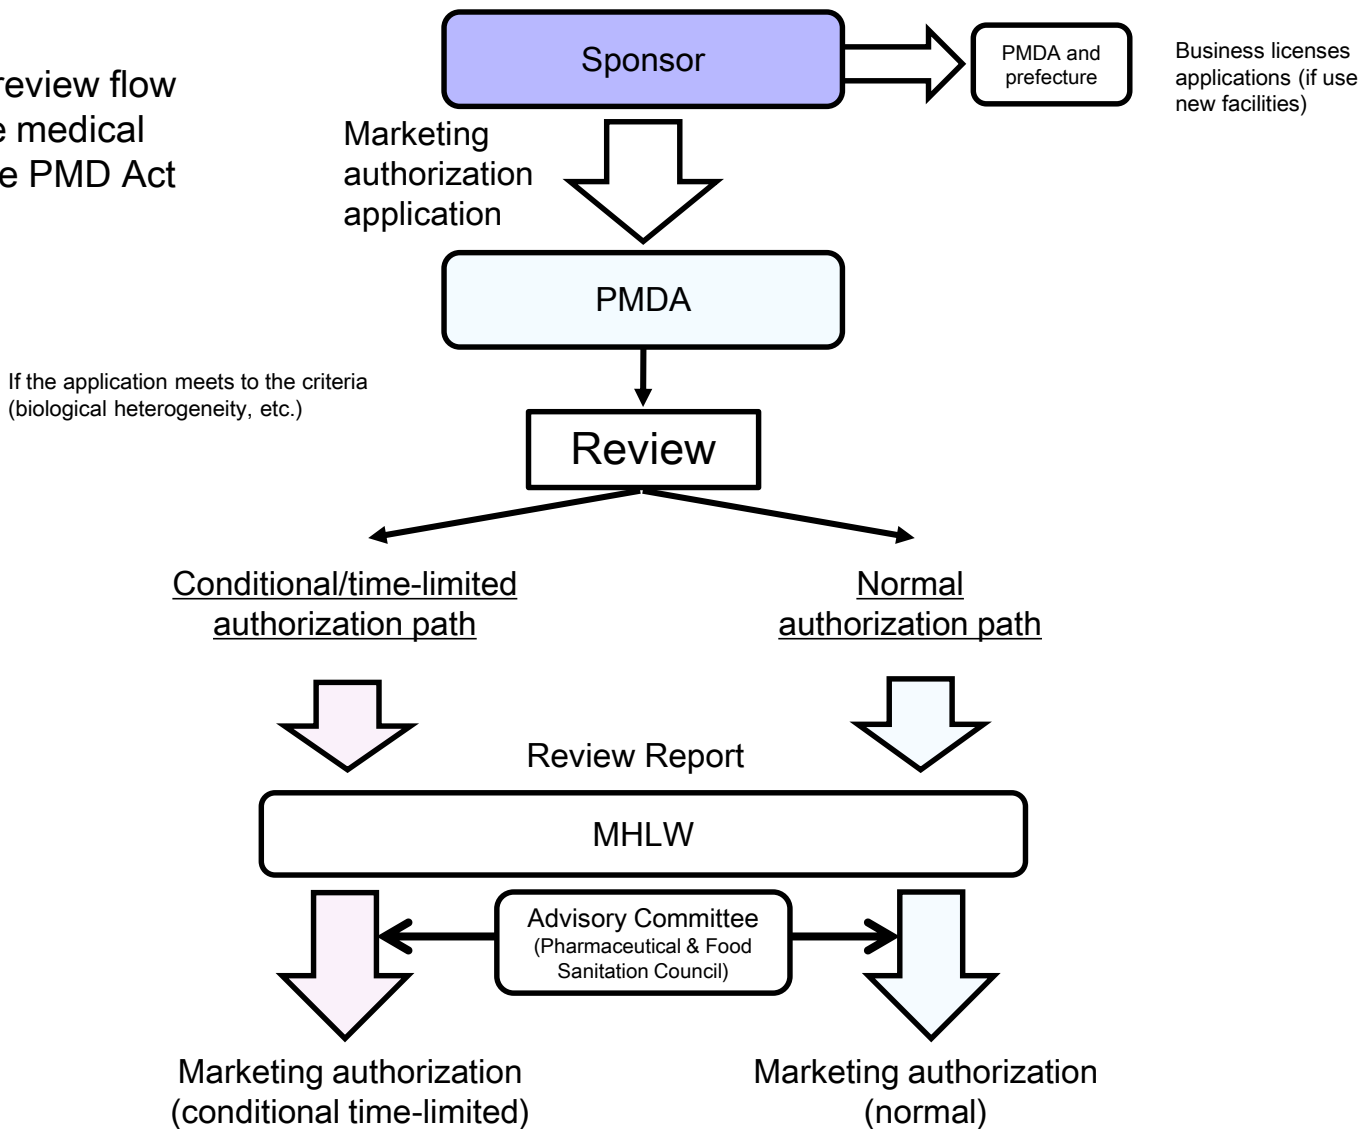 review flow
e medical
e PMD Act
Sponsor
PMDA and
prefecture
Business licenses
applications (if use
new facilities)
Marketing
authorization
application
PMDA
If the application meets to the criteria
(biological heterogeneity, etc.)
Review
Conditional/time-limited
authorization path
Normal
authorization path
Review Report
MHLW
Advisory Committee
(Pharmaceutical & Food
Sanitation Council)
Marketing authorization
(conditional time-limited)
Marketing authorization
(normal)